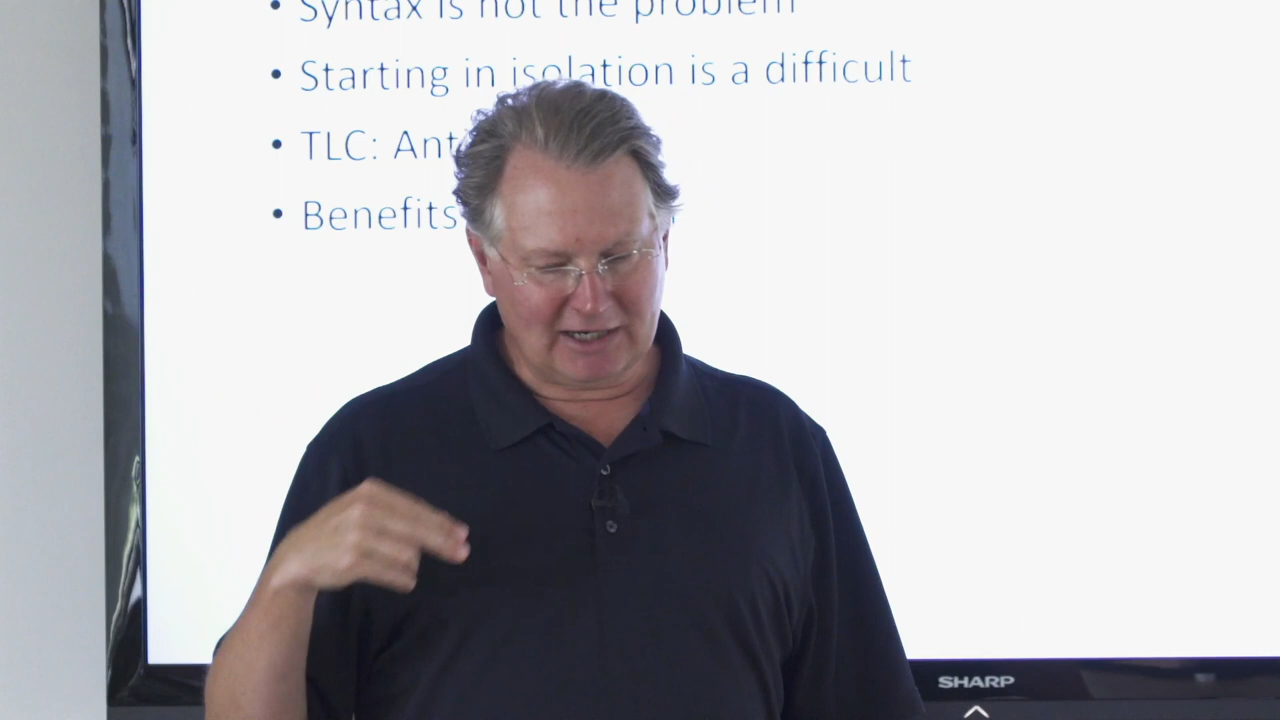 • Syntax is not the problem
• Starting in isolation is a difficult
• TLC: Ant
• Benefits
SHARP